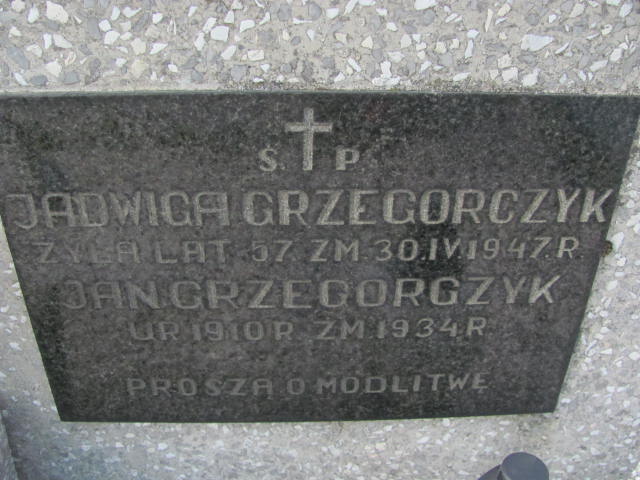 S. P.
JADWIGA GRZEGORCZYK
ŻYŁA LAT 57 ZM. 30.IV.1947.R.
JAN.GRZEGORCZYK
UR 1910 R. ZM 1934.R
PROSZĄ O MODLITWĘ